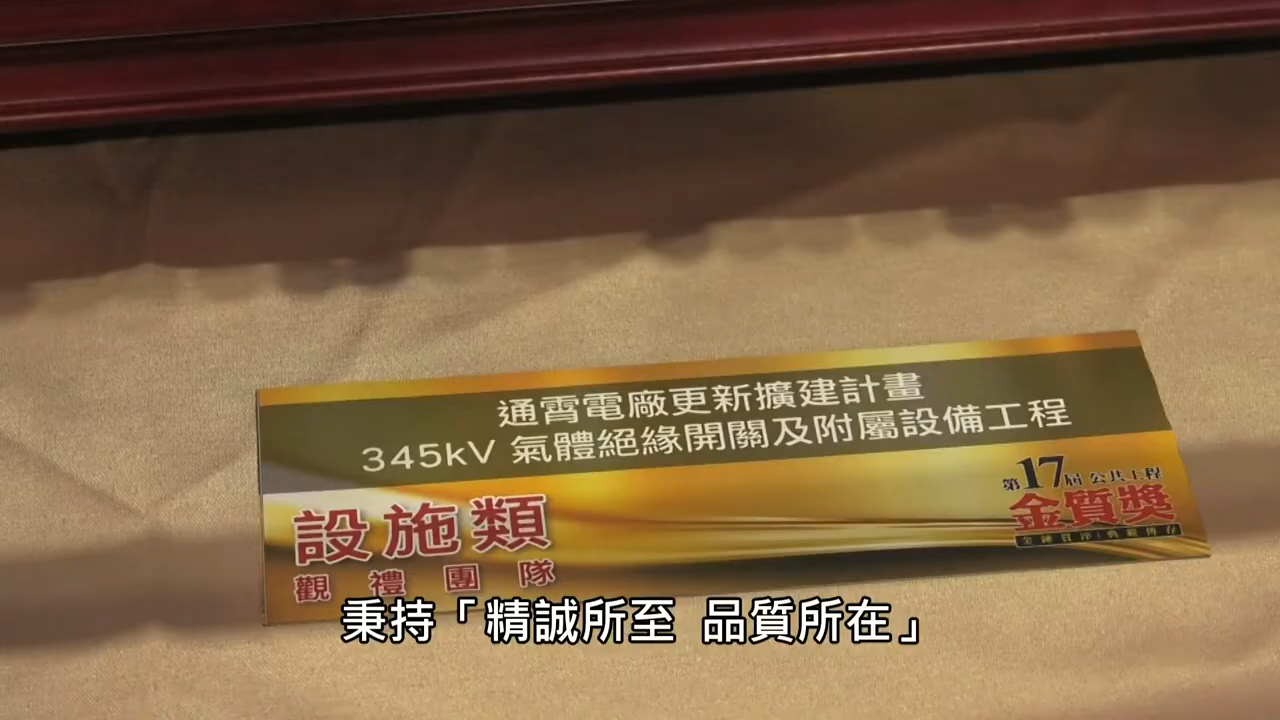 通霄電廠更新擴建計畫
345kV 氣體絕緣開關及附屬設備工程
第17屆 公共工程
金質獎
設施類
觀禮團隊
秉持「精誠所至 品質所在」